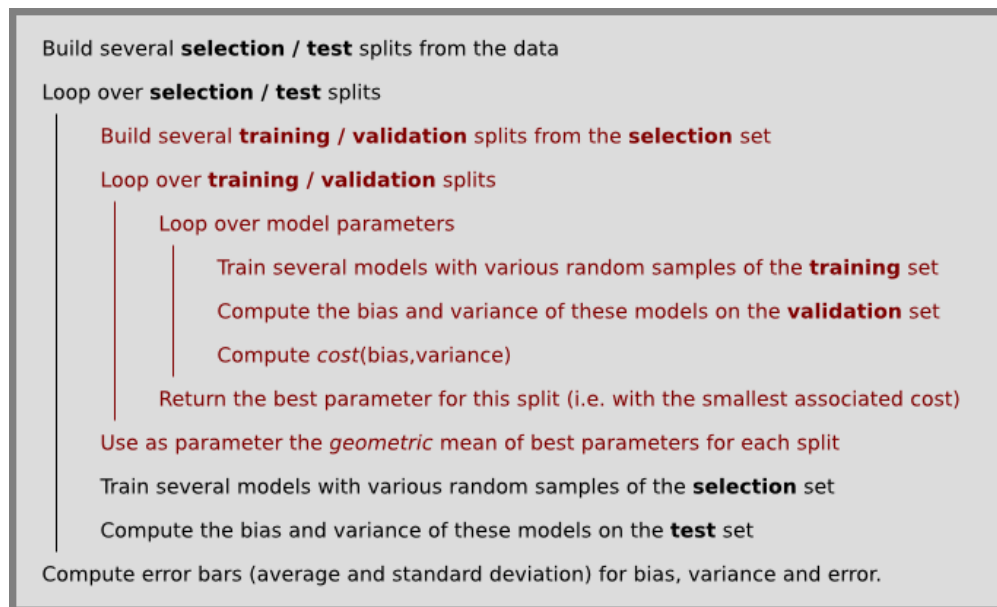 Build several selection / test splits from the data
Loop over selection / test splits
Build several training / validation splits from the selection set
Loop over training / validation splits
Loop over model parameters
Train several models with various random samples of the training set
Compute the bias and variance of these models on the validation set
Compute cost(bias,variance)
Return the best parameter for this split (i.e. with the smallest associated cost)
Use as parameter the geometric mean of best parameters for each split
Train several models with various random samples of the selection set
Compute the bias and variance of these models on the test set
Compute error bars (average and standard deviation) for bias, variance and error.